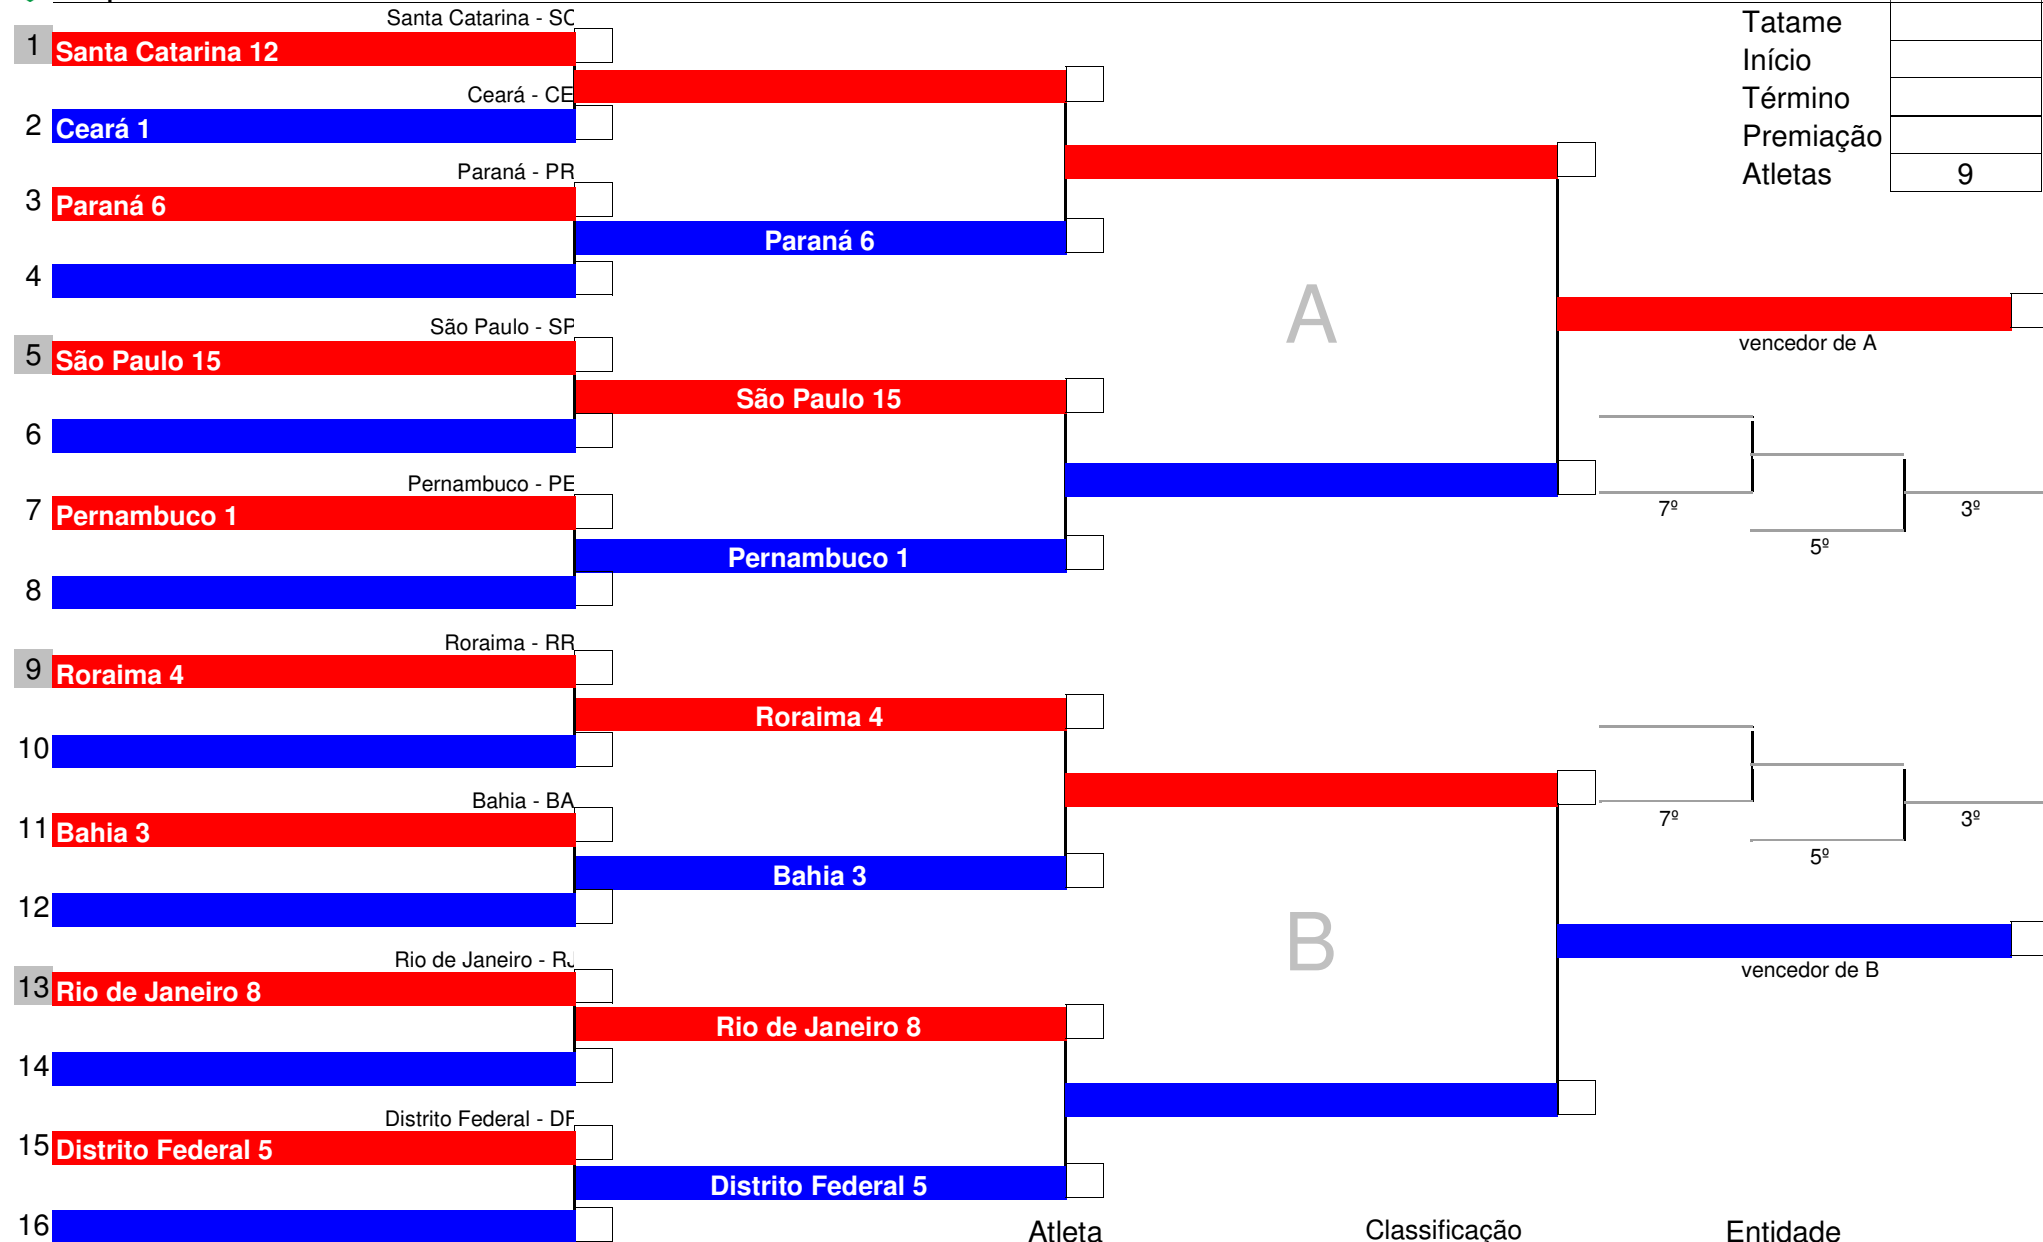 Santa Catarina - SC
1 Santa Catarina 12
Ceará - CE
2 Ceará 1
Paraná - PR
3 Paraná 6
Paraná 6
4
São Paulo - SP
5 São Paulo 15
São Paulo 15
6
Pernambuco - PE
7 Pernambuco 1
Pernambuco 1
8
Roraima - RR
9 Roraima 4
Roraima 4
10
Bahia - BA
11 Bahia 3
Bahia 3
12
Rio de Janeiro - RJ
13 Rio de Janeiro 8
Rio de Janeiro 8
14
Distrito Federal - DF
15 Distrito Federal 5
Distrito Federal 5
16
A
B
Tatame
Início
Término
Premiação
Atletas 9
vencedor de A
7º
5º
3º
7º
5º
3º
vencedor de B
Atleta Classificação Entidade